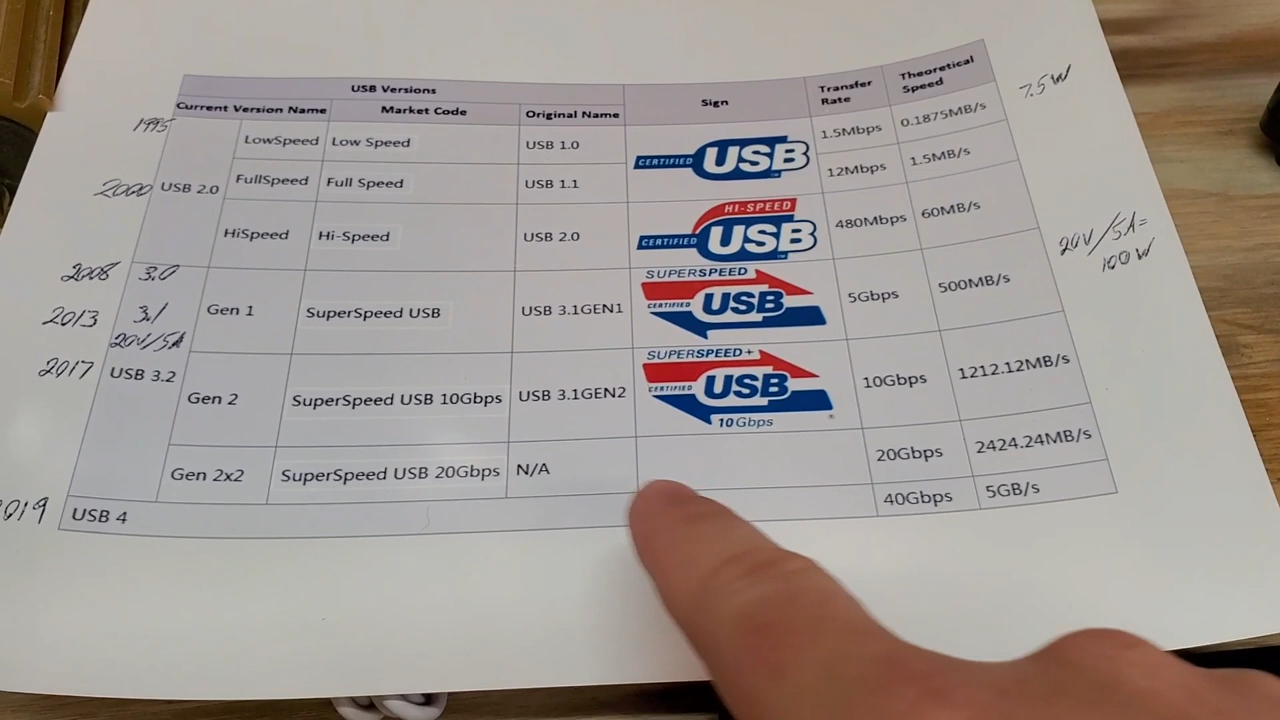 USB Versions
Sign
Transfer Rate
Theoretical Speed
7.5W
Current Version Name
Market Code
Original Name
1995
LowSpeed
Low Speed
USB 1.0
CERTIFIED USB
TM
1.5Mbps
0.1875MB/s
2000
USB 2.0
FullSpeed
Full Speed
USB 1.1
12Mbps
1.5MB/s
HiSpeed
Hi-Speed
USB 2.0
HI-SPEED
CERTIFIED USB
TM
480Mbps
60MB/s
20V/5A=
100W
2008 3.0
2013 3.1
20V/5A
Gen 1
SuperSpeed USB
USB 3.1GEN1
SUPERSPEED
CERTIFIED USB
5Gbps
500MB/s
2017
USB 3.2
Gen 2
SuperSpeed USB 10Gbps
USB 3.1GEN2
SUPERSPEED+
CERTIFIED USB
10Gbps
10Gbps
1212.12MB/s
Gen 2x2
SuperSpeed USB 20Gbps
N/A
20Gbps
2424.24MB/s
2019
USB 4
40Gbps
5GB/s